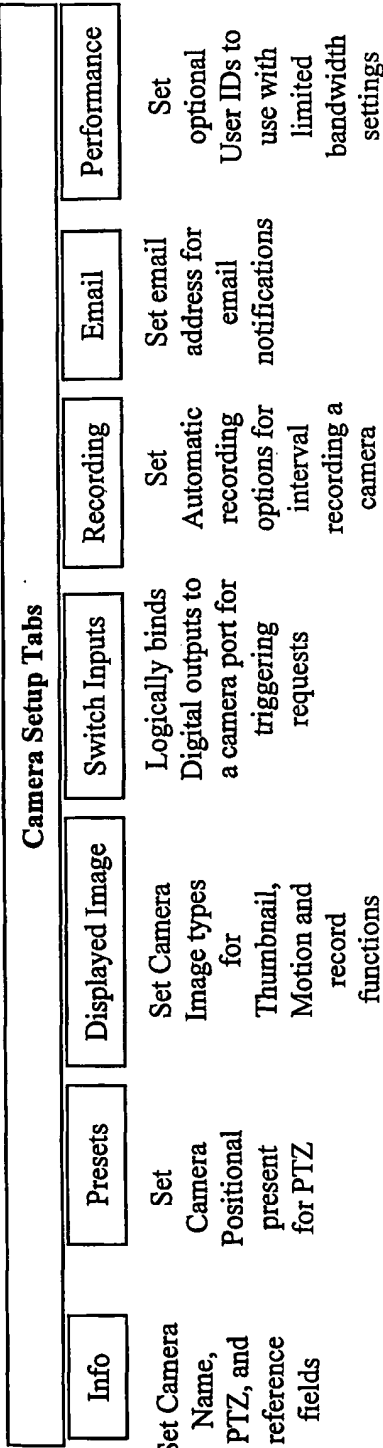 Camera Setup Tabs
Info
Set Camera
Name,
PTZ, and
reference
fields
Presets
Set
Camera
Positional
present
for PTZ
Displayed Image
Set Camera
Image types
for
Thumbnail,
Motion and
record
functions
Switch Inputs
Logically binds
Digital outputs to
a camera port for
triggering
requests
Recording
Set
Automatic
recording
options for
interval
recording a
camera
Email
Set email
address for
email
notifications
Performance
Set
optional
User IDs to
use with
limited
bandwidth
settings